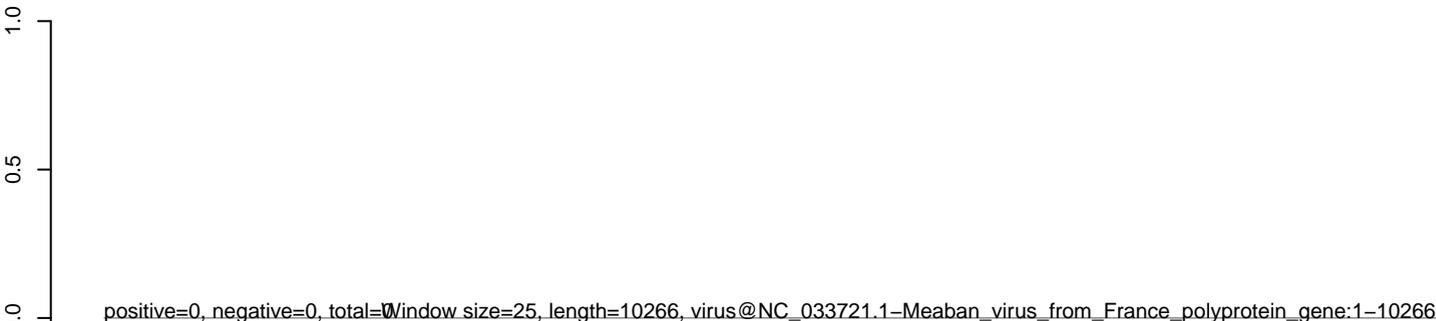 1.0
0.5
.0
positive=0, negative=0, total=0
Window size=25, length=10266, virus@NC_033721.1−Meaban_virus_from_France_polyprotein_gene:1−10266